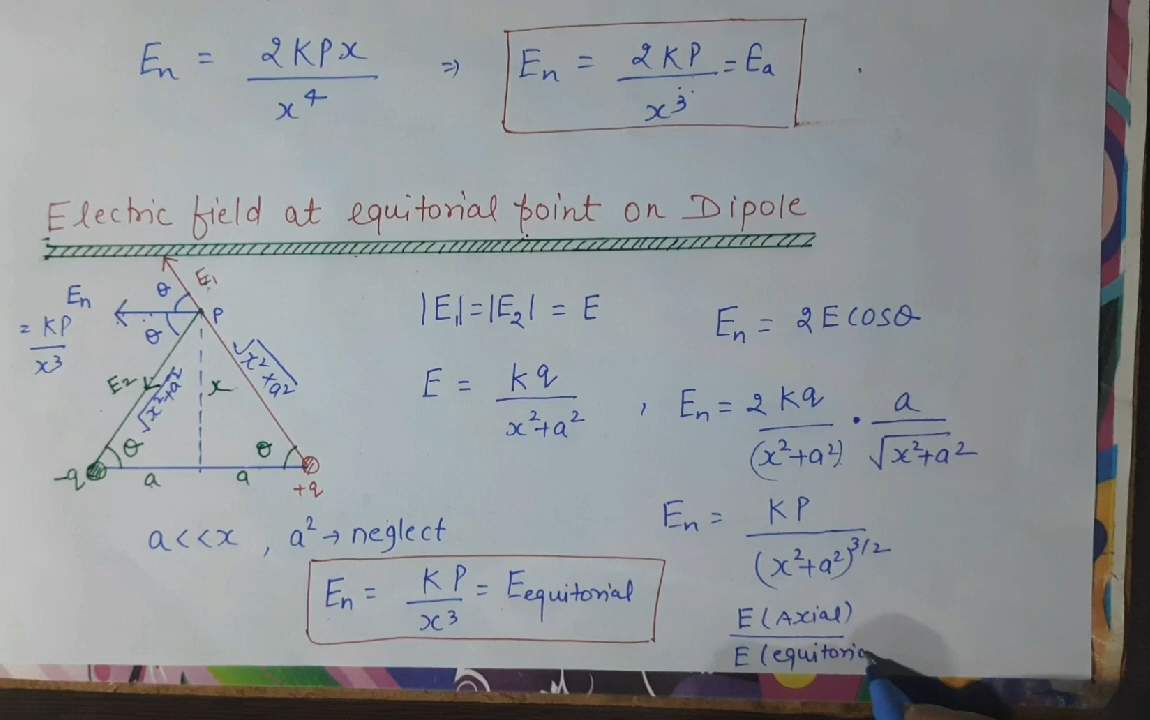 En = 2KPx / x⁴ ⇒ En = 2KP / x³ = Ea
Electric field at equitorial point on Dipole
E₁
θ
En
P
= KP / x³
θ
√x²+a²
E₂
√x²+a²
x
θ
θ
-q
a
a
+q
|E₁| = |E₂| = E
En = 2E cosθ
E = kq / x²+a² , En = 2Kq / (x²+a²) · a / √x²+a²
En = KP / (x²+a²)^3/2
a<<x , a² → neglect
En = KP / x³ = Eequitorial
E (Axial)
E (equitoria